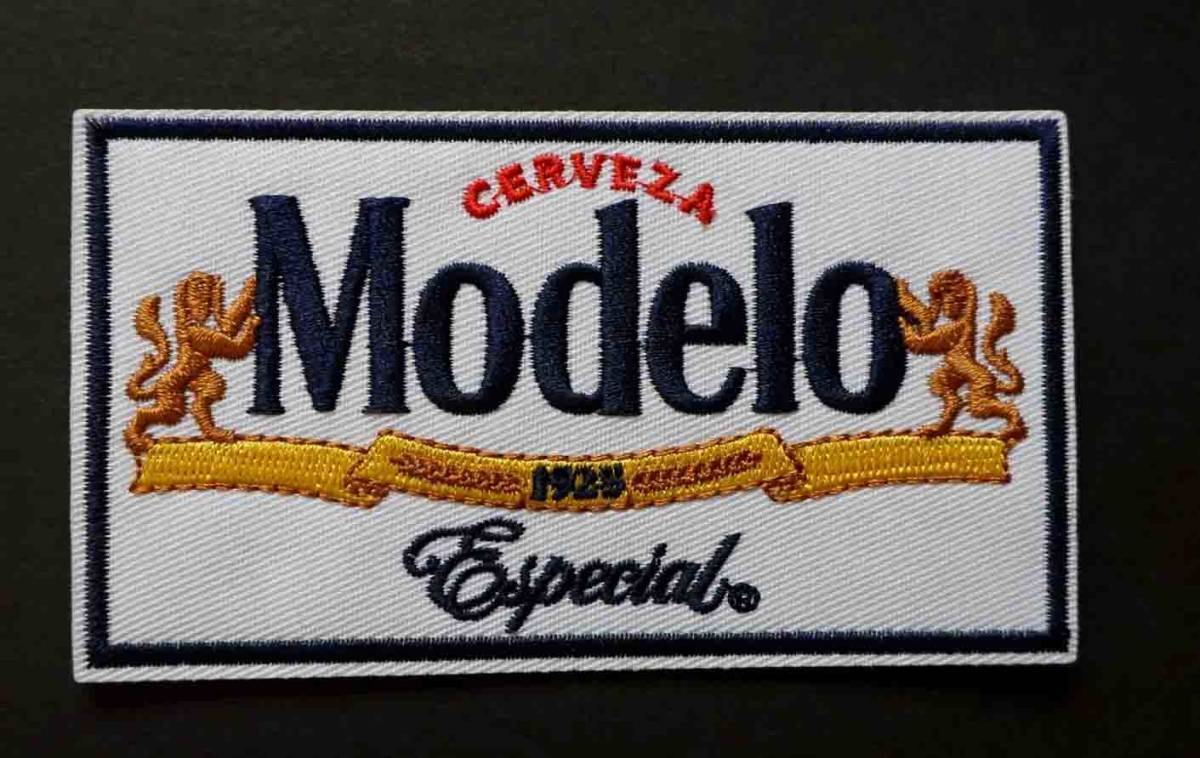 CERVEZA
Modelo
1925
Especial®